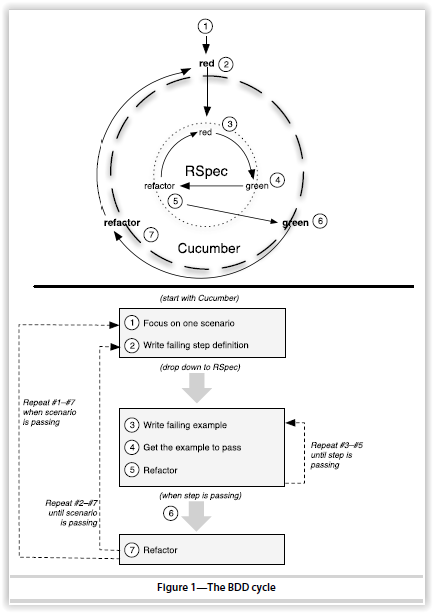 1
red 2
red 3
RSpec
refactor green 4
5
refactor green 6
7
Cucumber
(start with Cucumber)
1 Focus on one scenario
2 Write failing step definition
(drop down to RSpec)
Repeat #1–#7
when scenario
is passing
3 Write failing example
4 Get the example to pass
5 Refactor
Repeat #3–#5
until step is
passing
(when step is passing)
6
Repeat #2–#7
until scenario
is passing
7 Refactor
Figure 1—The BDD cycle